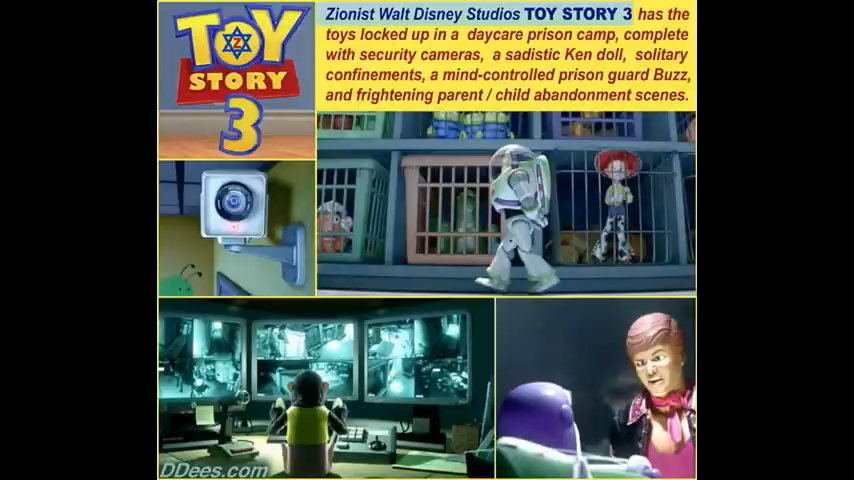 TOY
Z
STORY
3
Zionist Walt Disney Studios TOY STORY 3 has the
toys locked up in a daycare prison camp, complete
with security cameras, a sadistic Ken doll, solitary
confinements, a mind-controlled prison guard Buzz,
and frightening parent / child abandonment scenes.
DDees.com